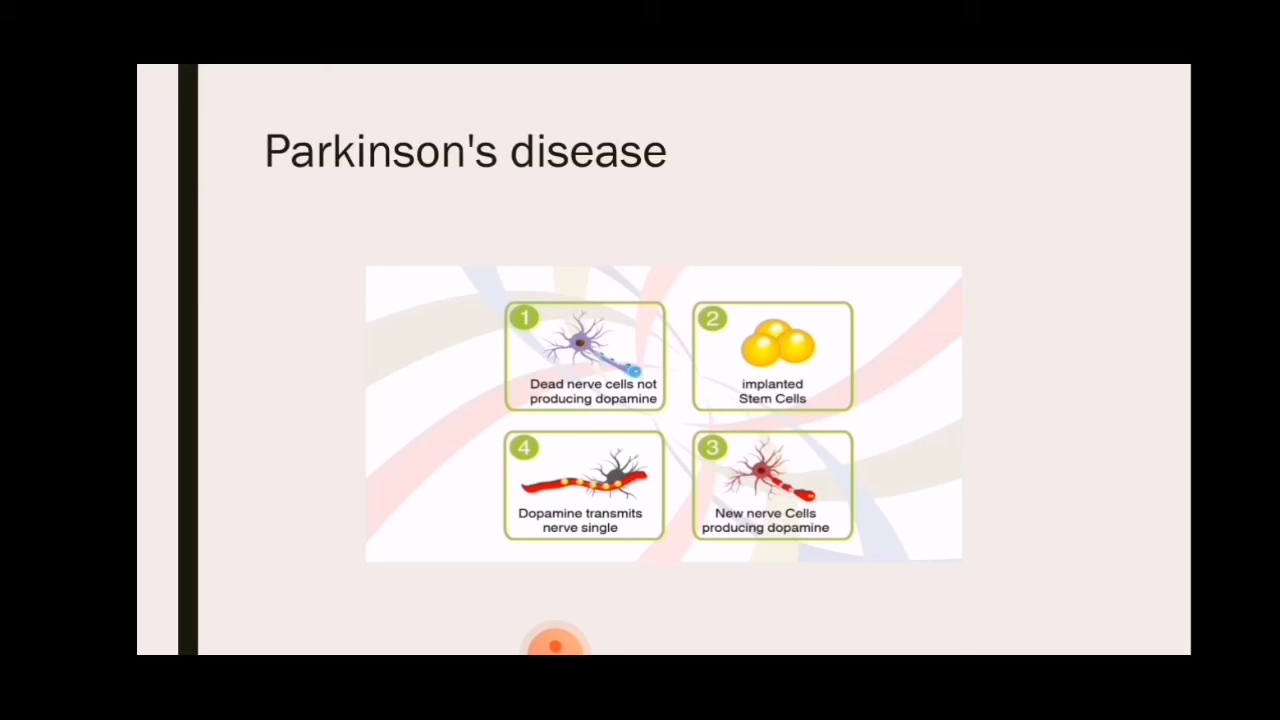 Parkinson's disease
1
Dead nerve cells not
producing dopamine
2
implanted
Stem Cells
3
New nerve Cells
producing dopamine
4
Dopamine transmits
nerve single